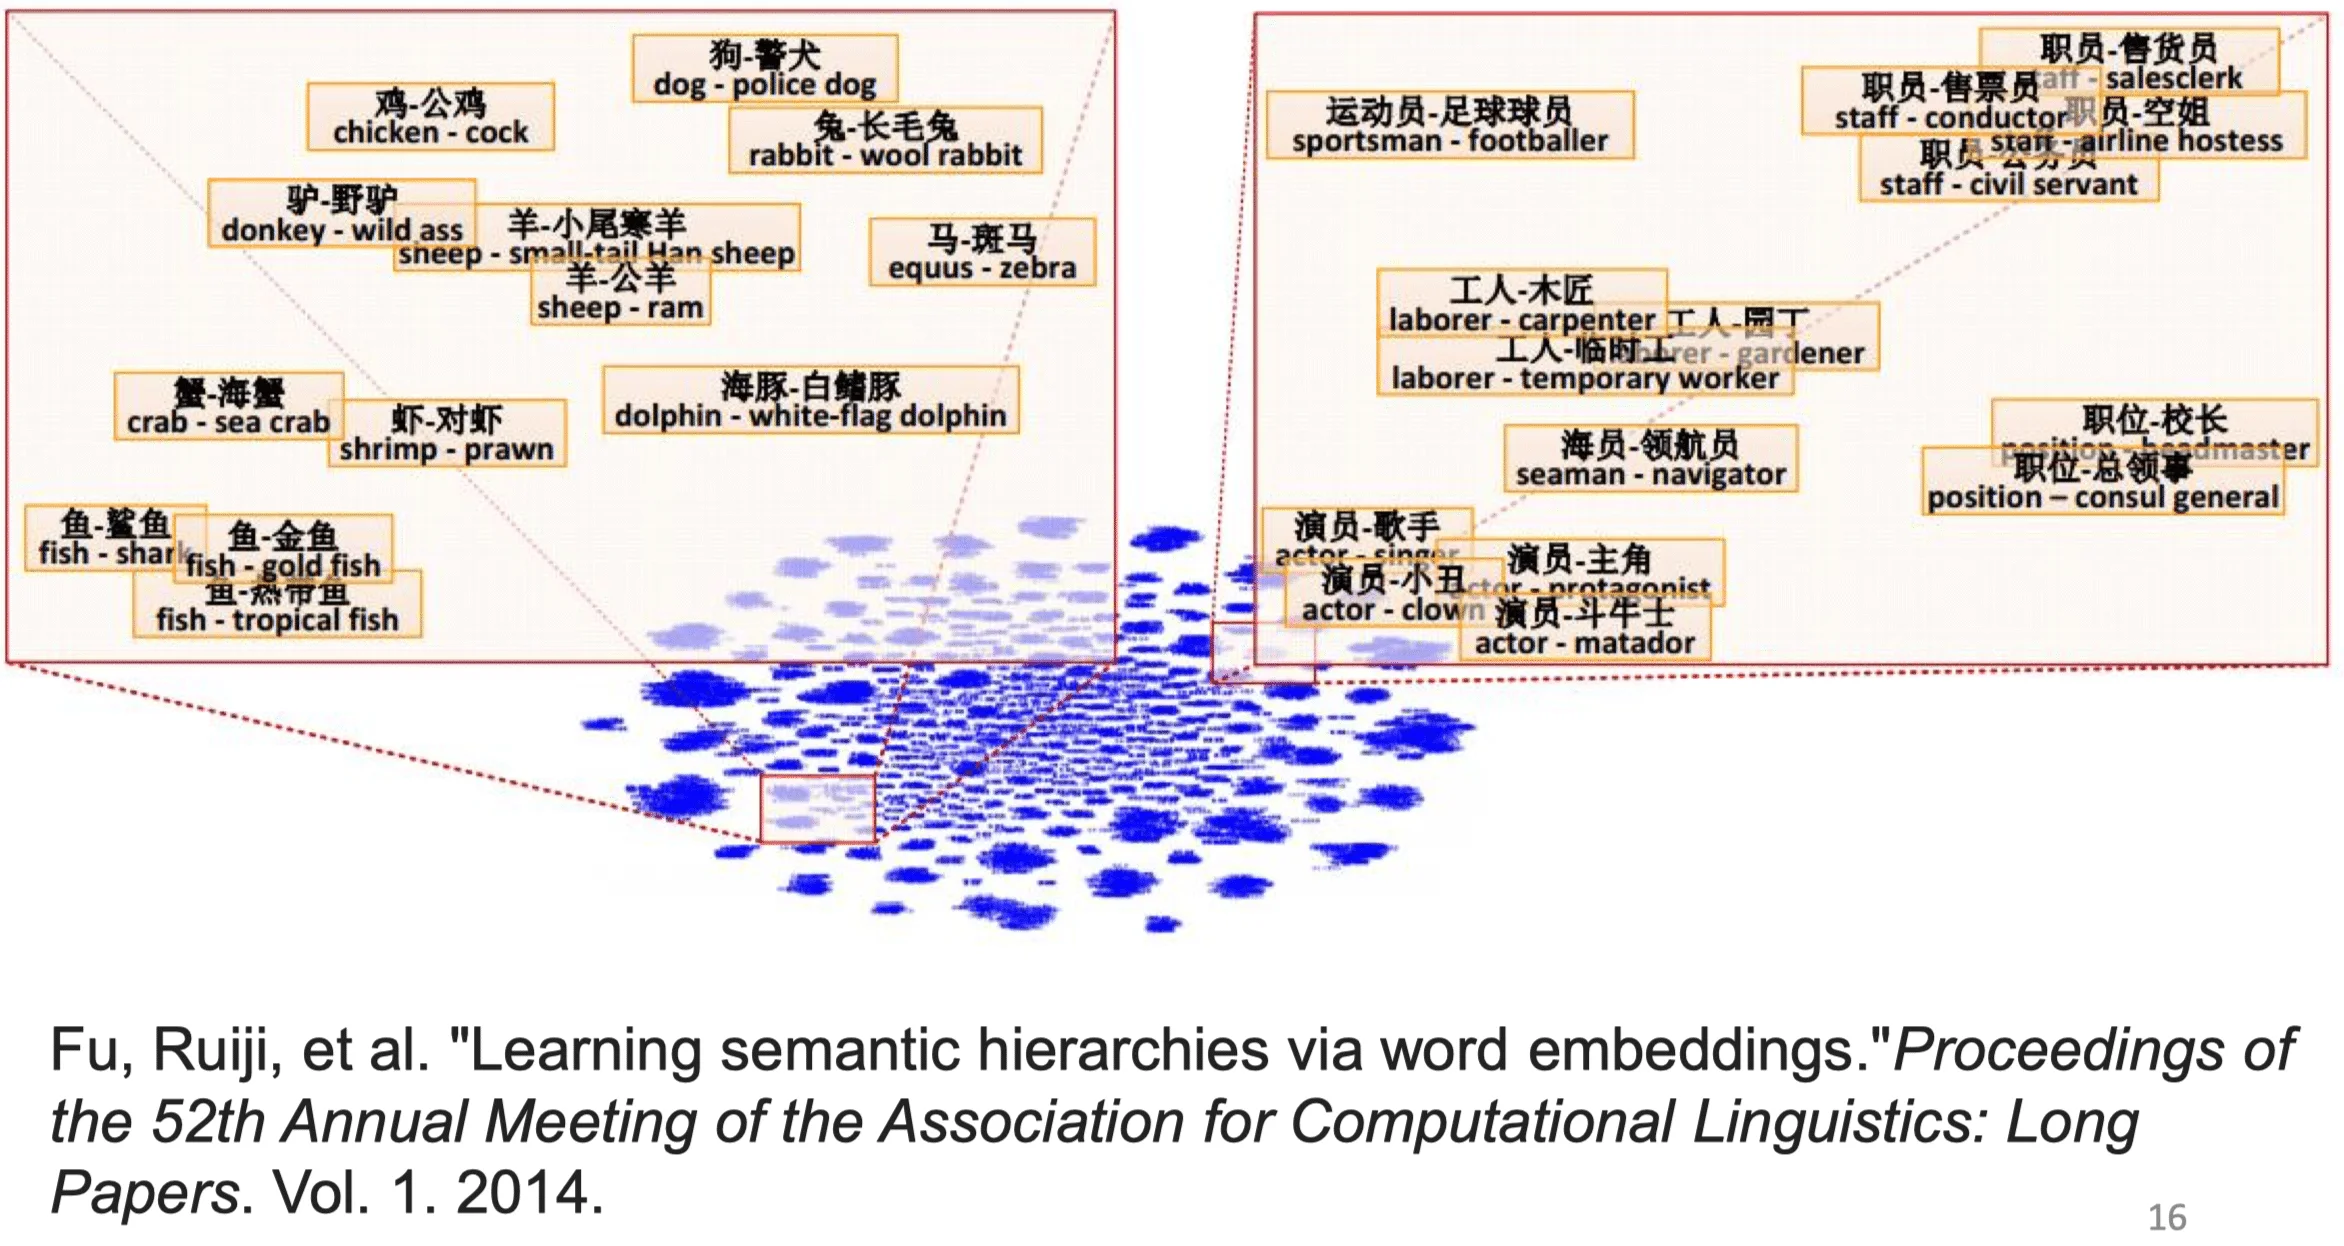 狗-警犬
dog - police dog
鸡-公鸡
chicken - cock
兔-长毛兔
rabbit - wool rabbit
驴-野驴
donkey - wild ass
羊-小尾寒羊
sheep - small-tail Han sheep
马-斑马
equus - zebra
羊-公羊
sheep - ram
蟹-海蟹
crab - sea crab
虾-对虾
shrimp - prawn
海豚-白鳍豚
dolphin - white-flag dolphin
鱼-鲨鱼
fish - shark
鱼-金鱼
fish - gold fish
鱼-热带鱼
fish - tropical fish
职员-售货员
staff - salesclerk
职员-售票员
staff - conductor
职员-空姐
staff - airline hostess
职员-公务员
staff - civil servant
运动员-足球球员
sportsman - footballer
工人-木匠
laborer - carpenter
工人-园丁
laborer - gardener
工人-临时工
laborer - temporary worker
海员-领航员
seaman - navigator
职位-校长
position - headmaster
职位-总领事
position – consul general
演员-歌手
actor - singer
演员-主角
actor - protagonist
演员-小丑
actor - clown
演员-斗牛士
actor - matador
Fu, Ruiji, et al. "Learning semantic hierarchies via word embeddings."Proceedings of
the 52th Annual Meeting of the Association for Computational Linguistics: Long
Papers. Vol. 1. 2014.
16